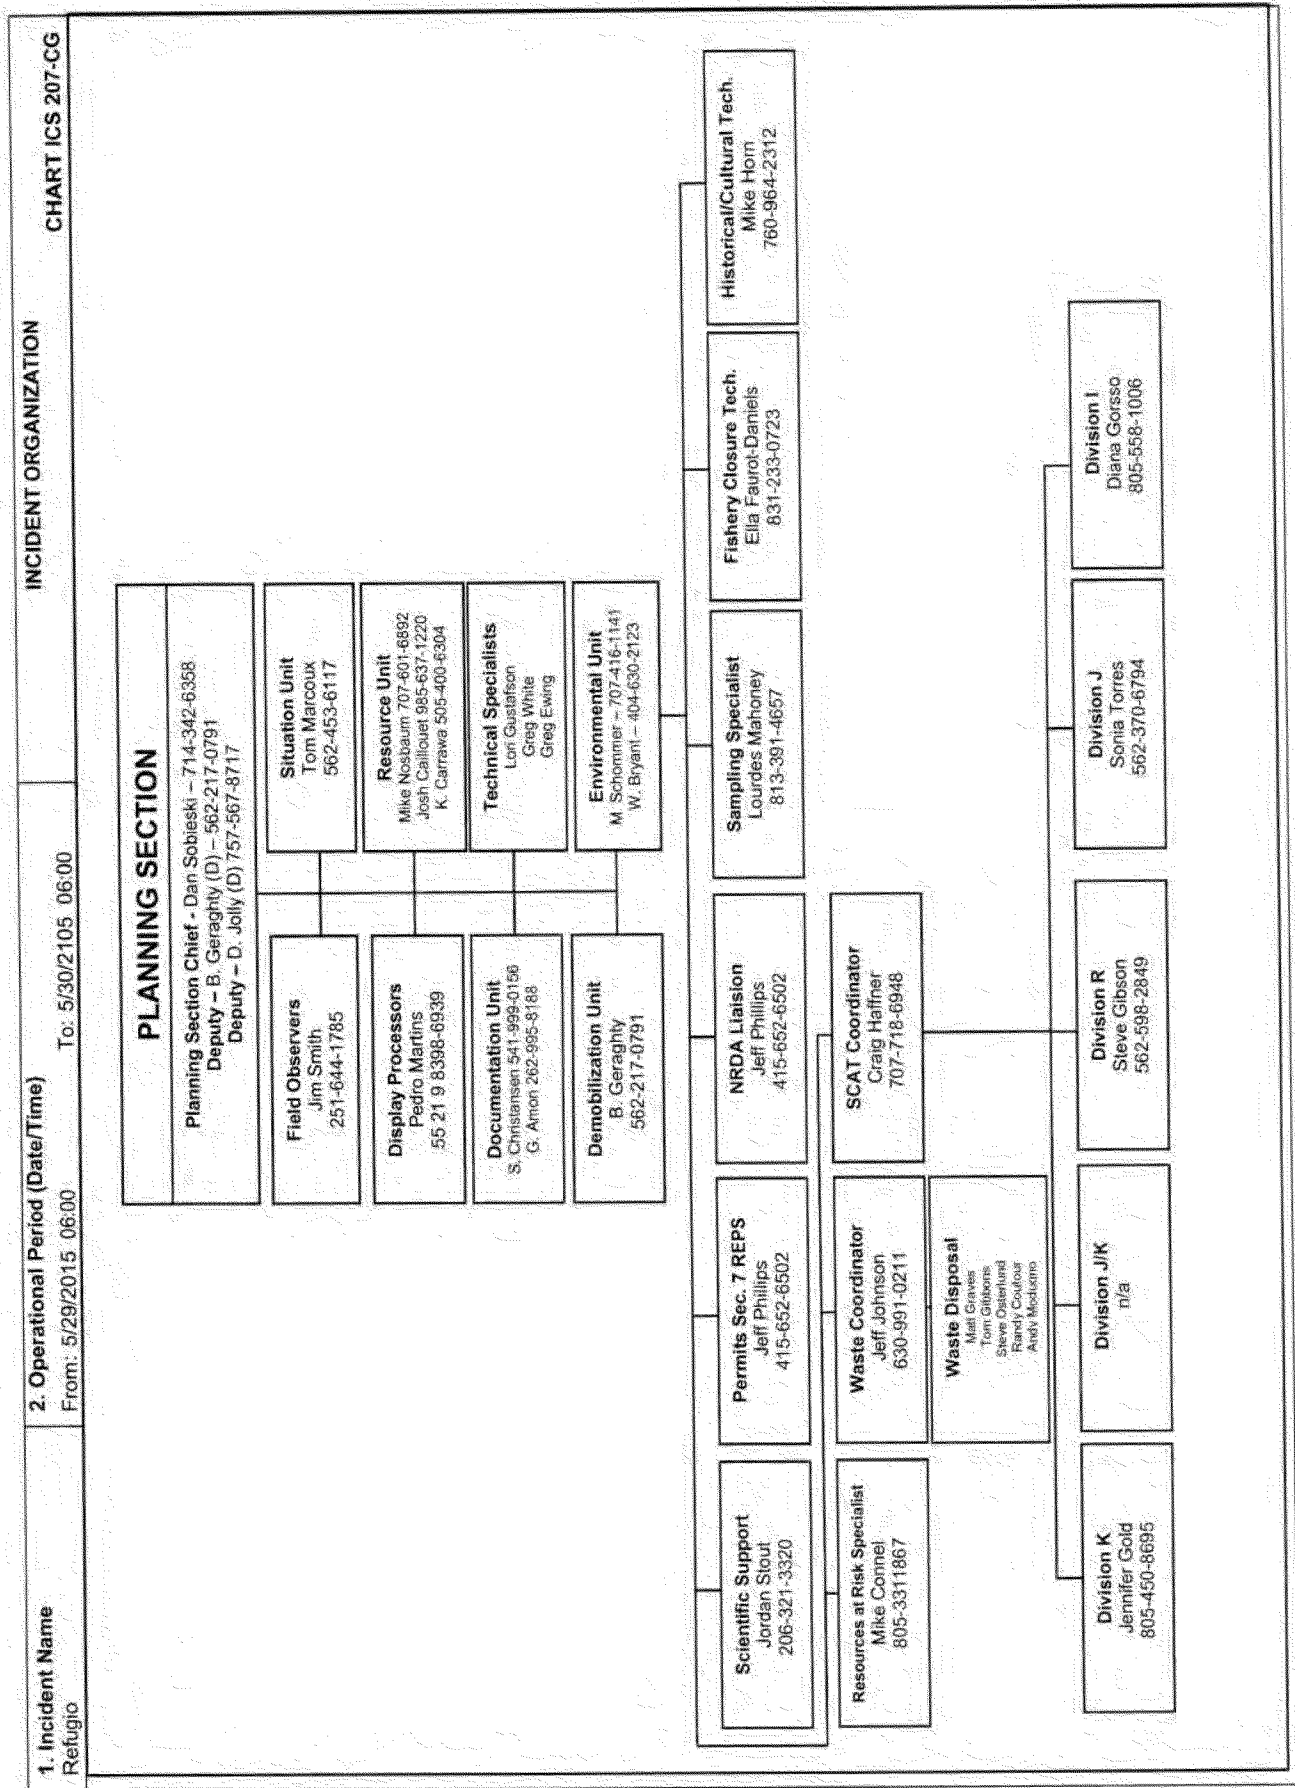 1. Incident Name
Refugio
2. Operational Period (Date/Time)
From: 5/29/2015 06:00
To: 5/30/2105 06:00
INCIDENT ORGANIZATION
CHART ICS 207-CG
PLANNING SECTION
Planning Section Chief - Dan Sobieski – 714-342-6358
Deputy – B. Geraghty (D) – 562-217-0791
Deputy – D. Jolly (D) 757-567-8717
Field Observers
Jim Smith
251-644-1785
Situation Unit
Tom Marcoux
562-453-6117
Display Processors
Pedro Martins
55 21 9 8398-6939
Resource Unit
Mike Nosbaum 707-601-6892
Josh Caillouet 985-637-1220
K. Carrawa 505-400-6304
Documentation Unit
S. Christansen 541-999-0156
G. Amon 262-995-8188
Technical Specialists
Lori Gustafson
Greg White
Greg Ewing
Demobilization Unit
B. Geraghty
562-217-0791
Environmental Unit
M. Schommer – 707-416-1141
W. Bryant – 404-630-2123
Scientific Support
Jordan Stout
206-321-3320
Permits Sec. 7 REPS
Jeff Phillips
415-652-6502
NRDA Liaision
Jeff Phillips
415-652-6502
Sampling Specialist
Lourdes Mahoney
813-391-4657
Fishery Closure Tech.
Ella Faurot-Daniels
831-233-0723
Historical/Cultural Tech.
Mike Horn
760-964-2312
Resources at Risk Specialist
Mike Connel
805-3311867
Waste Coordinator
Jeff Johnson
630-991-0211
SCAT Coordinator
Craig Haffner
707-718-6948
Waste Disposal
Matt Graves
Tom Gibbons
Steve Osterlund
Randy Coutour
Andy
Division K
Jennifer Gold
805-450-8695
Division J/K
n/a
Division R
Steve Gibson
562-598-2849
Division J
Sonia Torres
562-370-6794
Division I
Diana Gorsso
805-558-1006